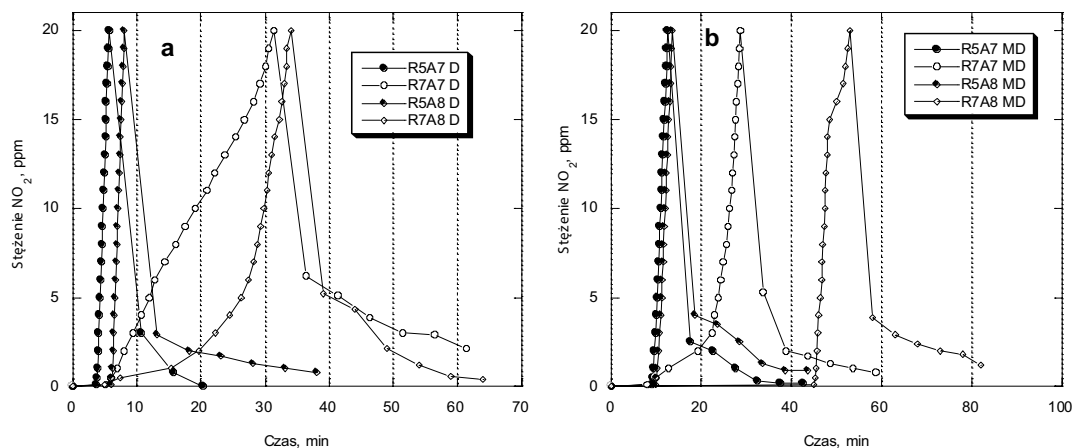 20
15
10
5
0
0 10 20 30 40 50 60 70
Stężenie NO2, ppm
Czas, min
a
R5A7 D
R7A7 D
R5A8 D
R7A8 D
20
15
10
5
0
0 20 40 60 80 100
Stężenie NO2, ppm
Czas, min
b
R5A7 MD
R7A7 MD
R5A8 MD
R7A8 MD